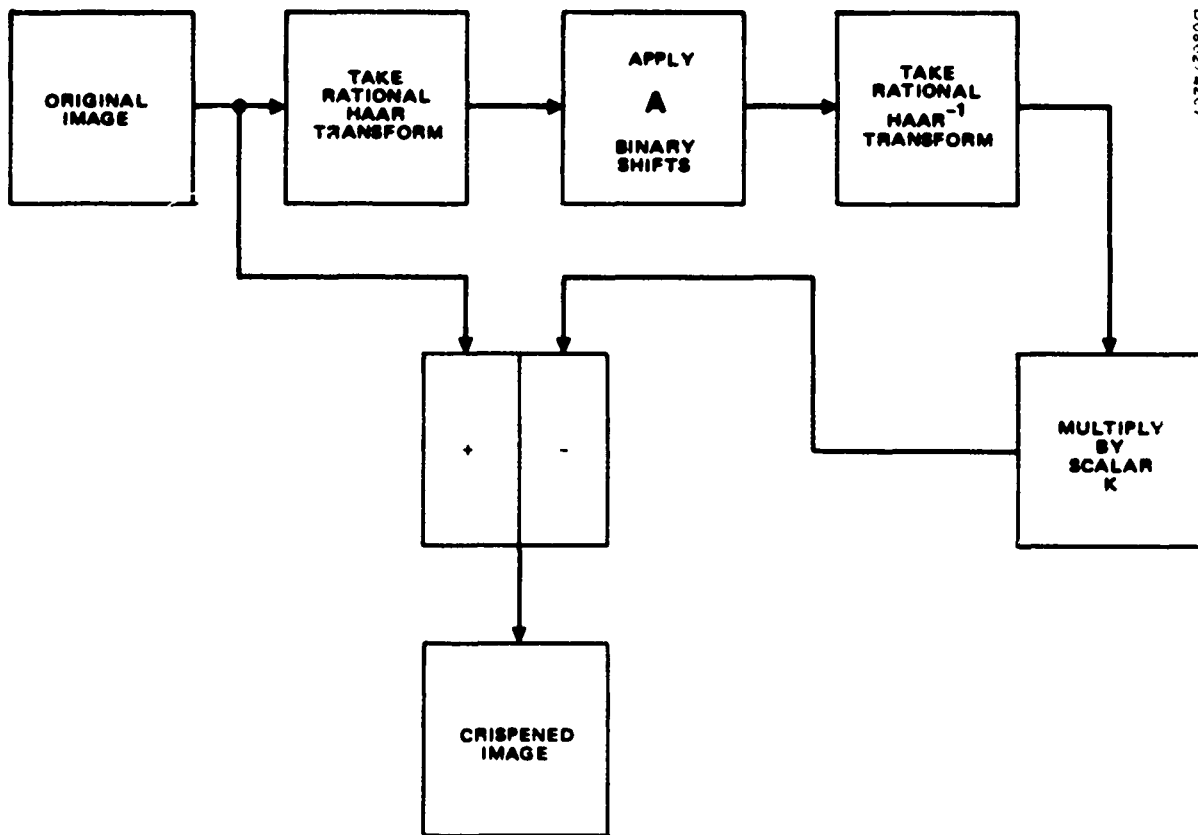 ORIGINAL
IMAGE
TAKE
RATIONAL
HAAR
TRANSFORM
APPLY
A
BINARY
SHIFTS
TAKE
RATIONAL
HAAR-1
TRANSFORM
+
-
MULTIPLY
BY
SCALAR
K
CRISPENED
IMAGE